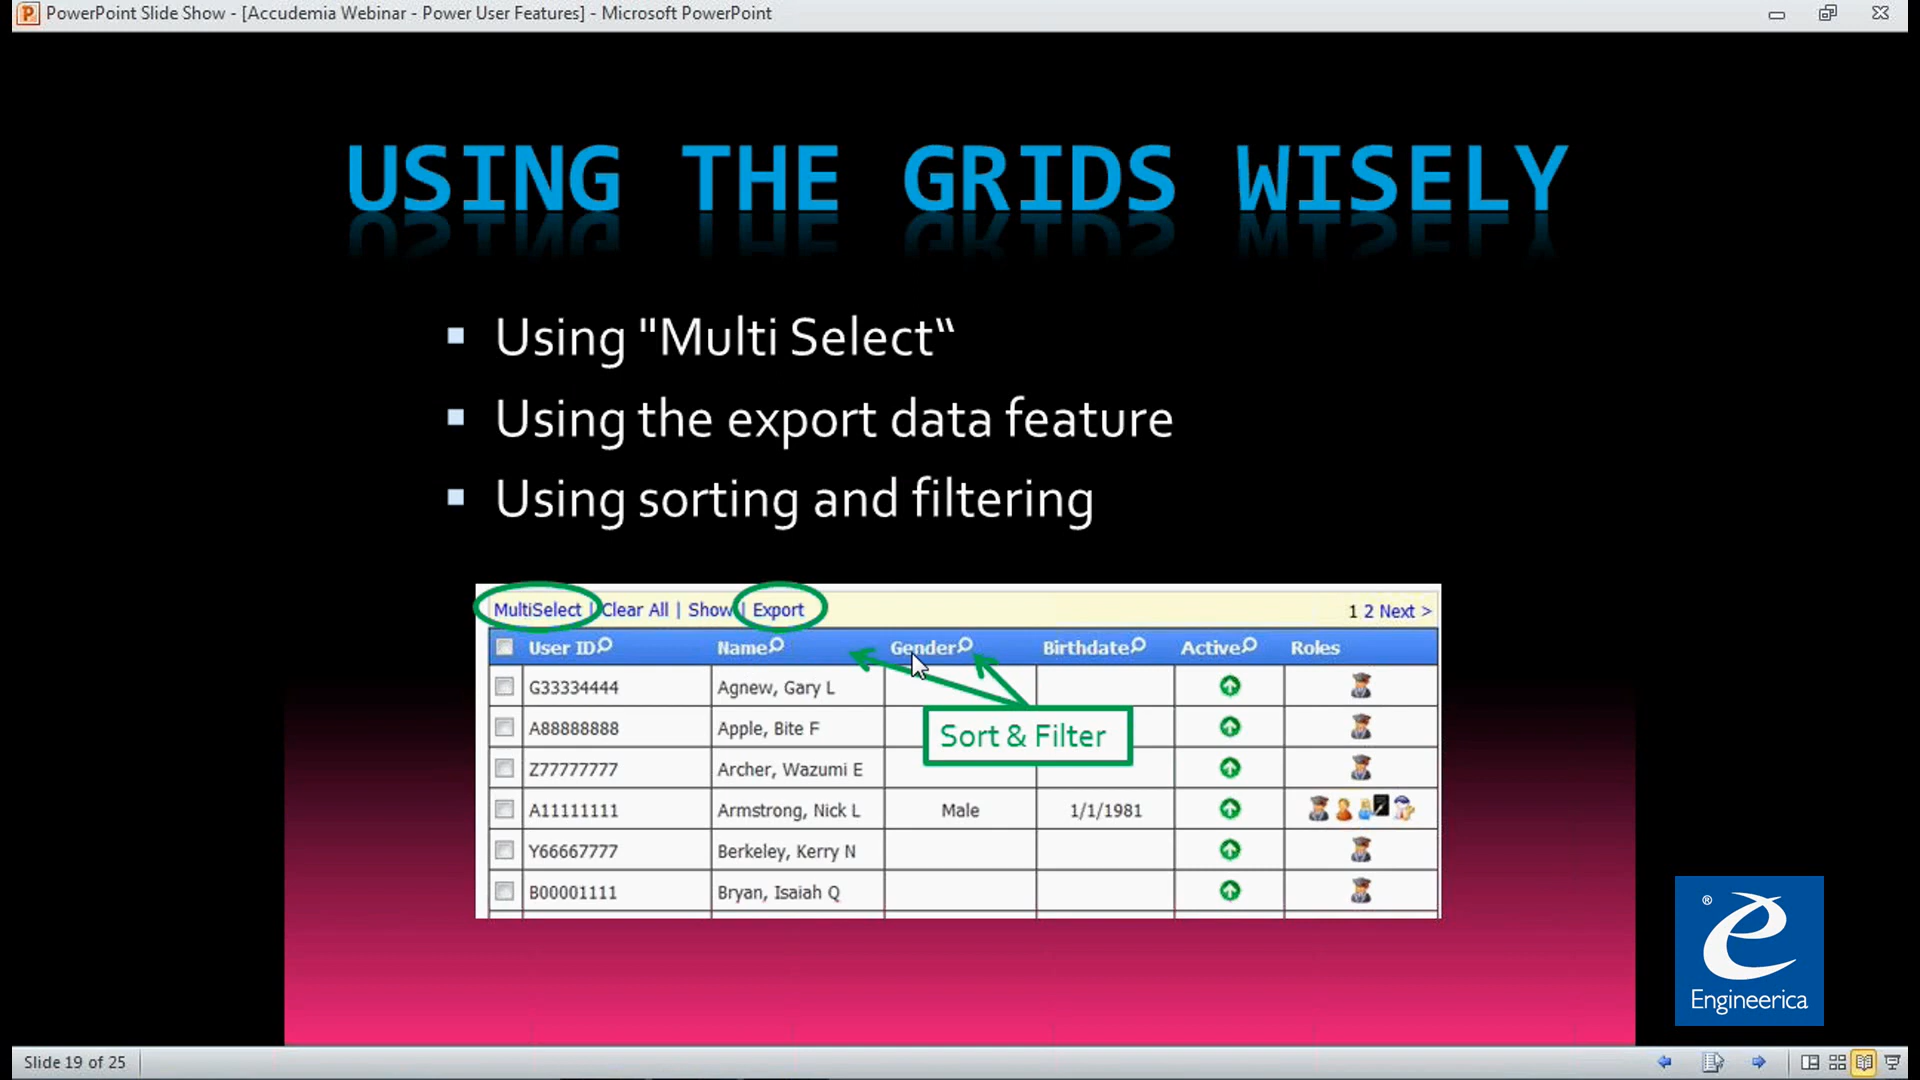 PowerPoint Slide Show - [Accudemia Webinar - Power User Features] - Microsoft PowerPoint
USING THE GRIDS WISELY
Using "Multi Select“
Using the export data feature
Using sorting and filtering
MultiSelect | Clear All | Show | Export 1 2 Next >
User ID Name Gender Birthdate Active Roles
G33334444 Agnew, Gary L
A88888888 Apple, Bite F
Sort & Filter
Z77777777 Archer, Wazumi E
A11111111 Armstrong, Nick L Male 1/1/1981
Y66667777 Berkeley, Kerry N
B00001111 Bryan, Isaiah Q
® e
Engineerica
Slide 19 of 25